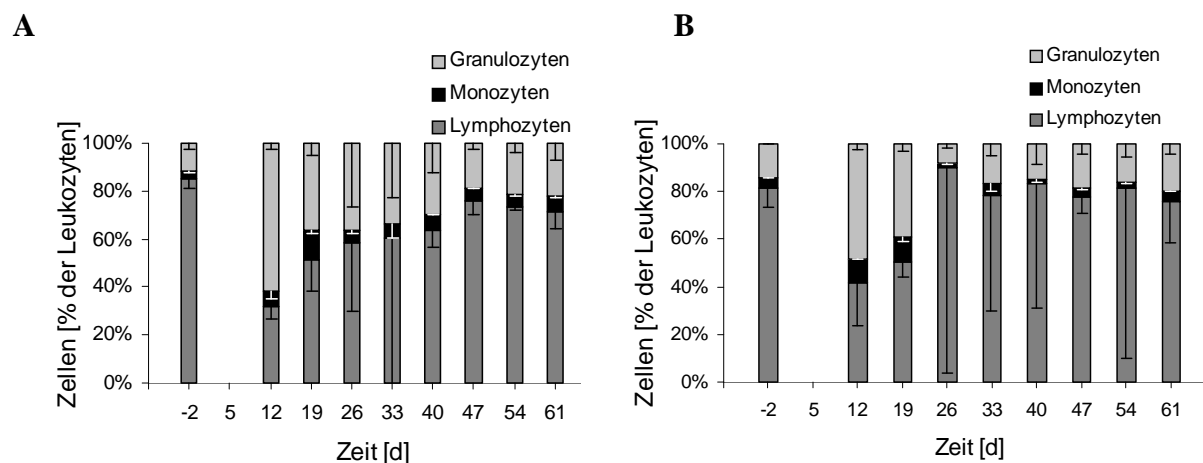 A
Granulozyten
Monozyten
Lymphozyten
Zellen [% der Leukozyten]
100%
80%
60%
40%
20%
0%
-2 5 12 19 26 33 40 47 54 61
Zeit [d]
B
Granulozyten
Monozyten
Lymphozyten
Zellen [% der Leukozyten]
100%
80%
60%
40%
20%
0%
-2 5 12 19 26 33 40 47 54 61
Zeit [d]